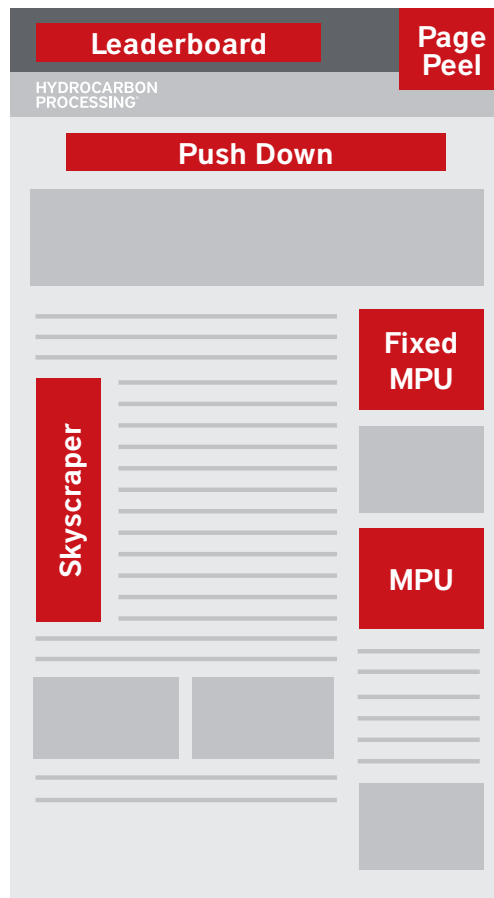 Leaderboard
Page
Peel
HYDROCARBON
PROCESSING®
Push Down
Fixed
MPU
Skyscraper
MPU